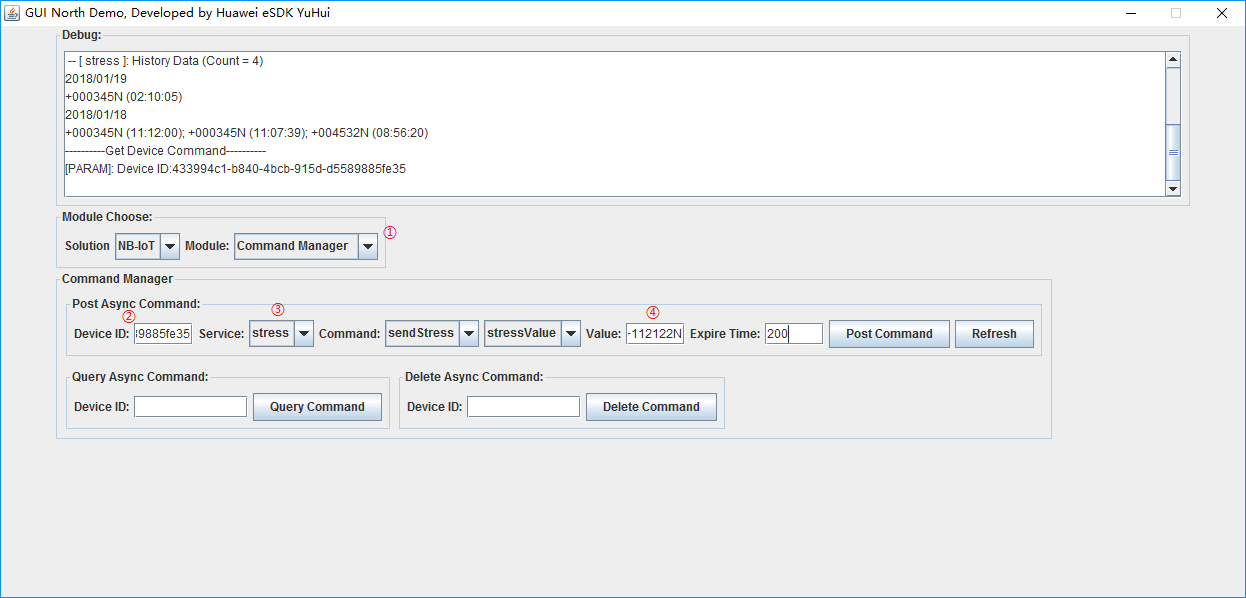 GUI North Demo, Developed by Huawei eSDK YuHui
Debug:
-- [ stress ]: History Data (Count = 4)
2018/01/19
+000345N (02:10:05)
2018/01/18
+000345N (11:12:00); +000345N (11:07:39); +004532N (08:56:20)
----------Get Device Command----------
[PARAM]: Device ID:433994c1-b840-4bcb-915d-d5589885fe35
Module Choose:
Solution NB-IoT Module: Command Manager ①
Command Manager
Post Async Command:
② ③ ④
Device ID: 39885fe35 Service: stress Command: sendStress stressValue Value: -112122N Expire Time: 200 Post Command Refresh
Query Async Command: Delete Async Command:
Device ID: Query Command Device ID: Delete Command